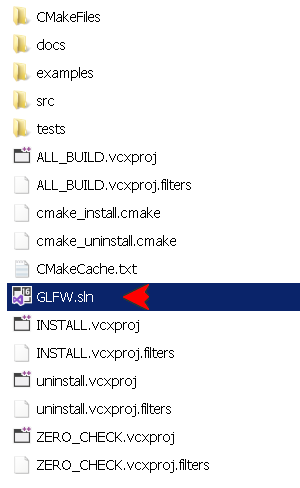 CMakeFiles
docs
examples
src
tests
ALL_BUILD.vcxproj
ALL_BUILD.vcxproj.filters
cmake_install.cmake
cmake_uninstall.cmake
CMakeCache.txt
GLFW.sln
INSTALL.vcxproj
INSTALL.vcxproj.filters
uninstall.vcxproj
uninstall.vcxproj.filters
ZERO_CHECK.vcxproj
ZERO_CHECK.vcxproj.filters